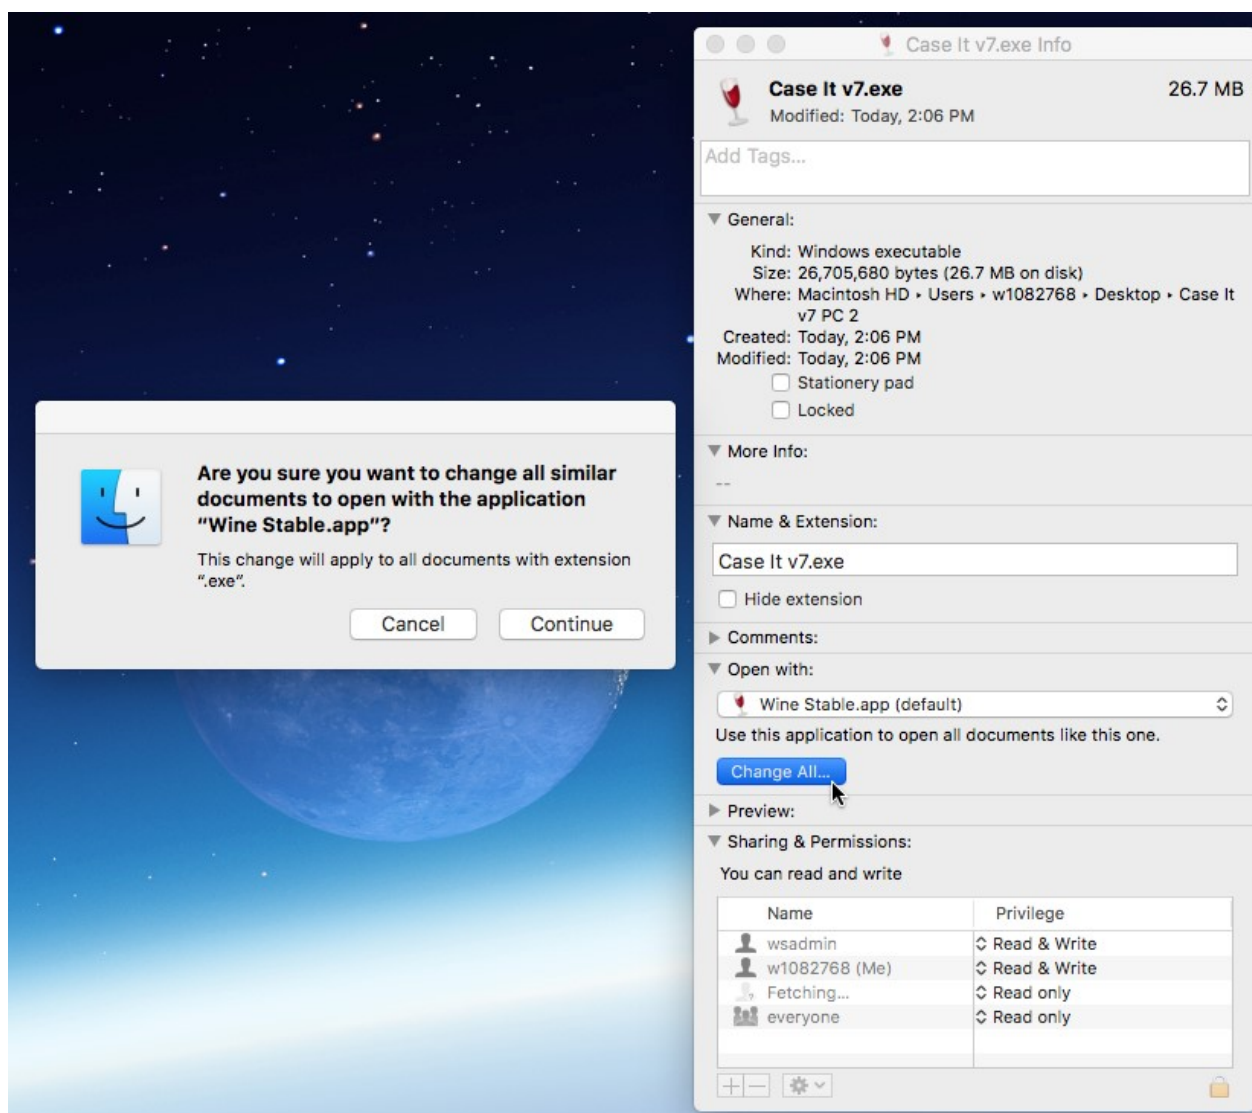 Case It v7.exe Info
Case It v7.exe 26.7 MB
Modified: Today, 2:06 PM
Add Tags...
General:
Kind: Windows executable
Size: 26,705,680 bytes (26.7 MB on disk)
Where: Macintosh HD ▸ Users ▸ w1082768 ▸ Desktop ▸ Case It
v7 PC 2
Created: Today, 2:06 PM
Modified: Today, 2:06 PM
Stationery pad
Locked
More Info:
--
Name & Extension:
Case It v7.exe
Hide extension
Comments:
Open with:
Wine Stable.app (default)
Use this application to open all documents like this one.
Change All...
Preview:
Sharing & Permissions:
You can read and write
Name Privilege
wsadmin Read & Write
w1082768 (Me) Read & Write
Fetching... Read only
everyone Read only
Are you sure you want to change all similar
documents to open with the application
“Wine Stable.app”?
This change will apply to all documents with extension
“.exe”.
Cancel Continue